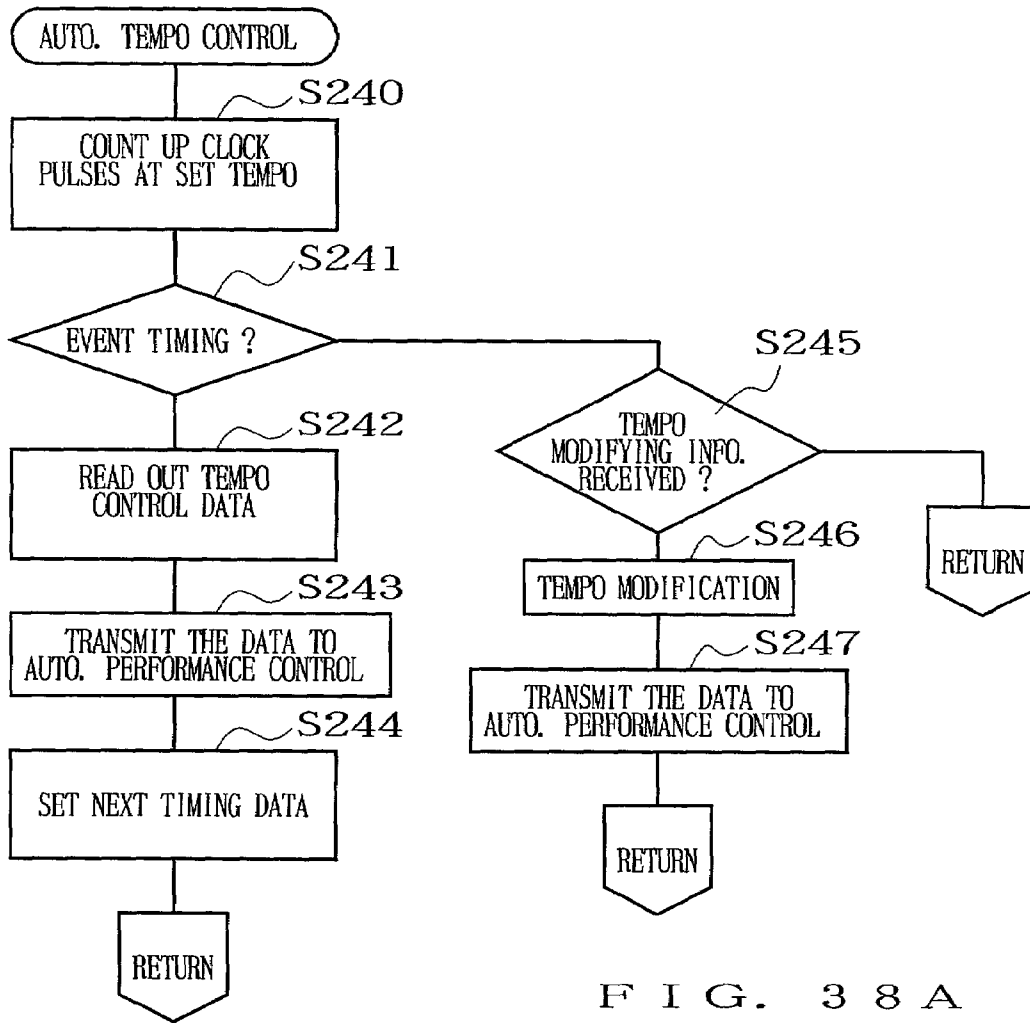 AUTO. TEMPO CONTROL
S240
COUNT UP CLOCK
PULSES AT SET TEMPO
S241
EVENT TIMING ?
S242
READ OUT TEMPO
CONTROL DATA
S243
TRANSMIT THE DATA TO
AUTO. PERFORMANCE CONTROL
S244
SET NEXT TIMING DATA
RETURN
S245
TEMPO
MODIFYING INFO.
RECEIVED ?
RETURN
S246
TEMPO MODIFICATION
S247
TRANSMIT THE DATA TO
AUTO. PERFORMANCE CONTROL
RETURN
FIG. 38A